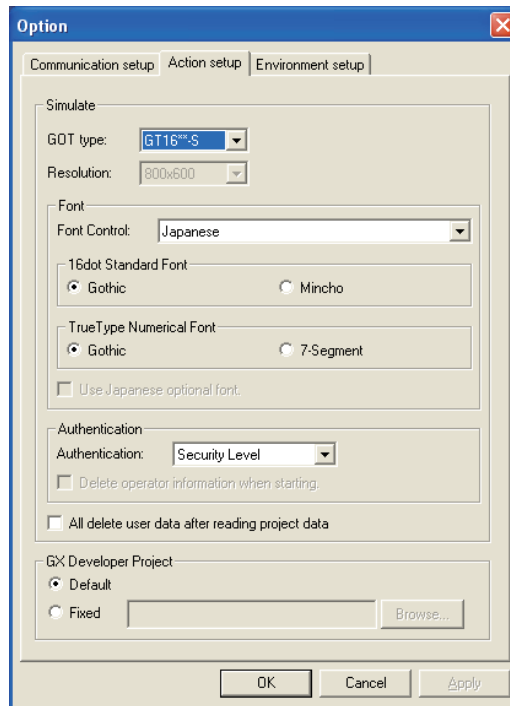 Option
Communication setup Action setup Environment setup
Simulate
GOT type: GT16**-S
Resolution: 800x600
Font
Font Control: Japanese
16dot Standard Font
Gothic Mincho
TrueType Numerical Font
Gothic 7-Segment
Use Japanese optional font.
Authentication
Authentication: Security Level
Delete operator information when starting.
All delete user data after reading project data
GX Developer Project
Default
Fixed Browse...
OK Cancel Apply